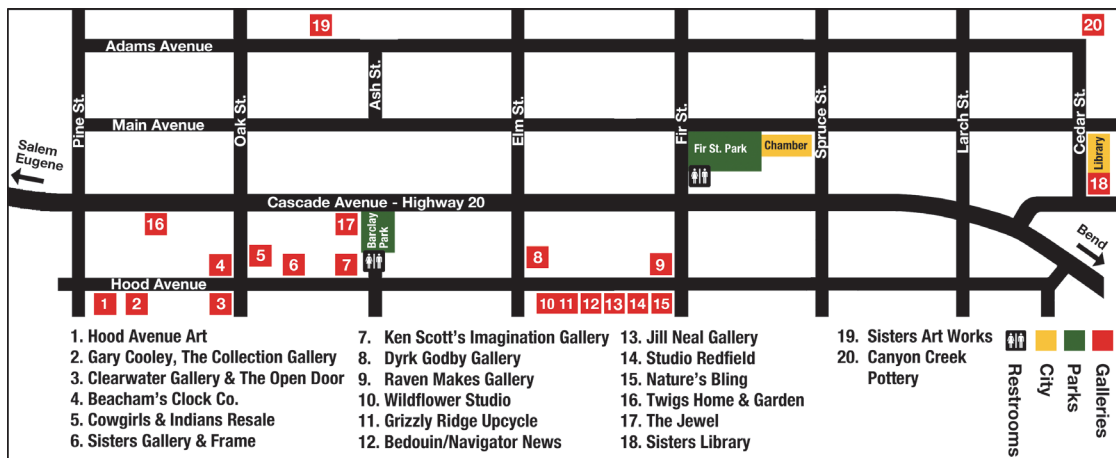 19
20
Adams Avenue
Pine St.
Oak St.
Ash St.
Elm St.
Fir St.
Spruce St.
Larch St.
Cedar St.
Main Avenue
Fir St. Park
Chamber
Library
18
Salem
Eugene
Cascade Avenue - Highway 20
16
17
Barclay
Park
Bend
4
5
6
7
8
9
Hood Avenue
1
2
3
10
11
12
13
14
15
1. Hood Avenue Art
2. Gary Cooley, The Collection Gallery
3. Clearwater Gallery & The Open Door
4. Beacham's Clock Co.
5. Cowgirls & Indians Resale
6. Sisters Gallery & Frame
7. Ken Scott's Imagination Gallery
8. Dyrk Godby Gallery
9. Raven Makes Gallery
10. Wildflower Studio
11. Grizzly Ridge Upcycle
12. Bedouin/Navigator News
13. Jill Neal Gallery
14. Studio Redfield
15. Nature's Bling
16. Twigs Home & Garden
17. The Jewel
18. Sisters Library
19. Sisters Art Works
20. Canyon Creek
Pottery
Restrooms
City
Parks
Galleries